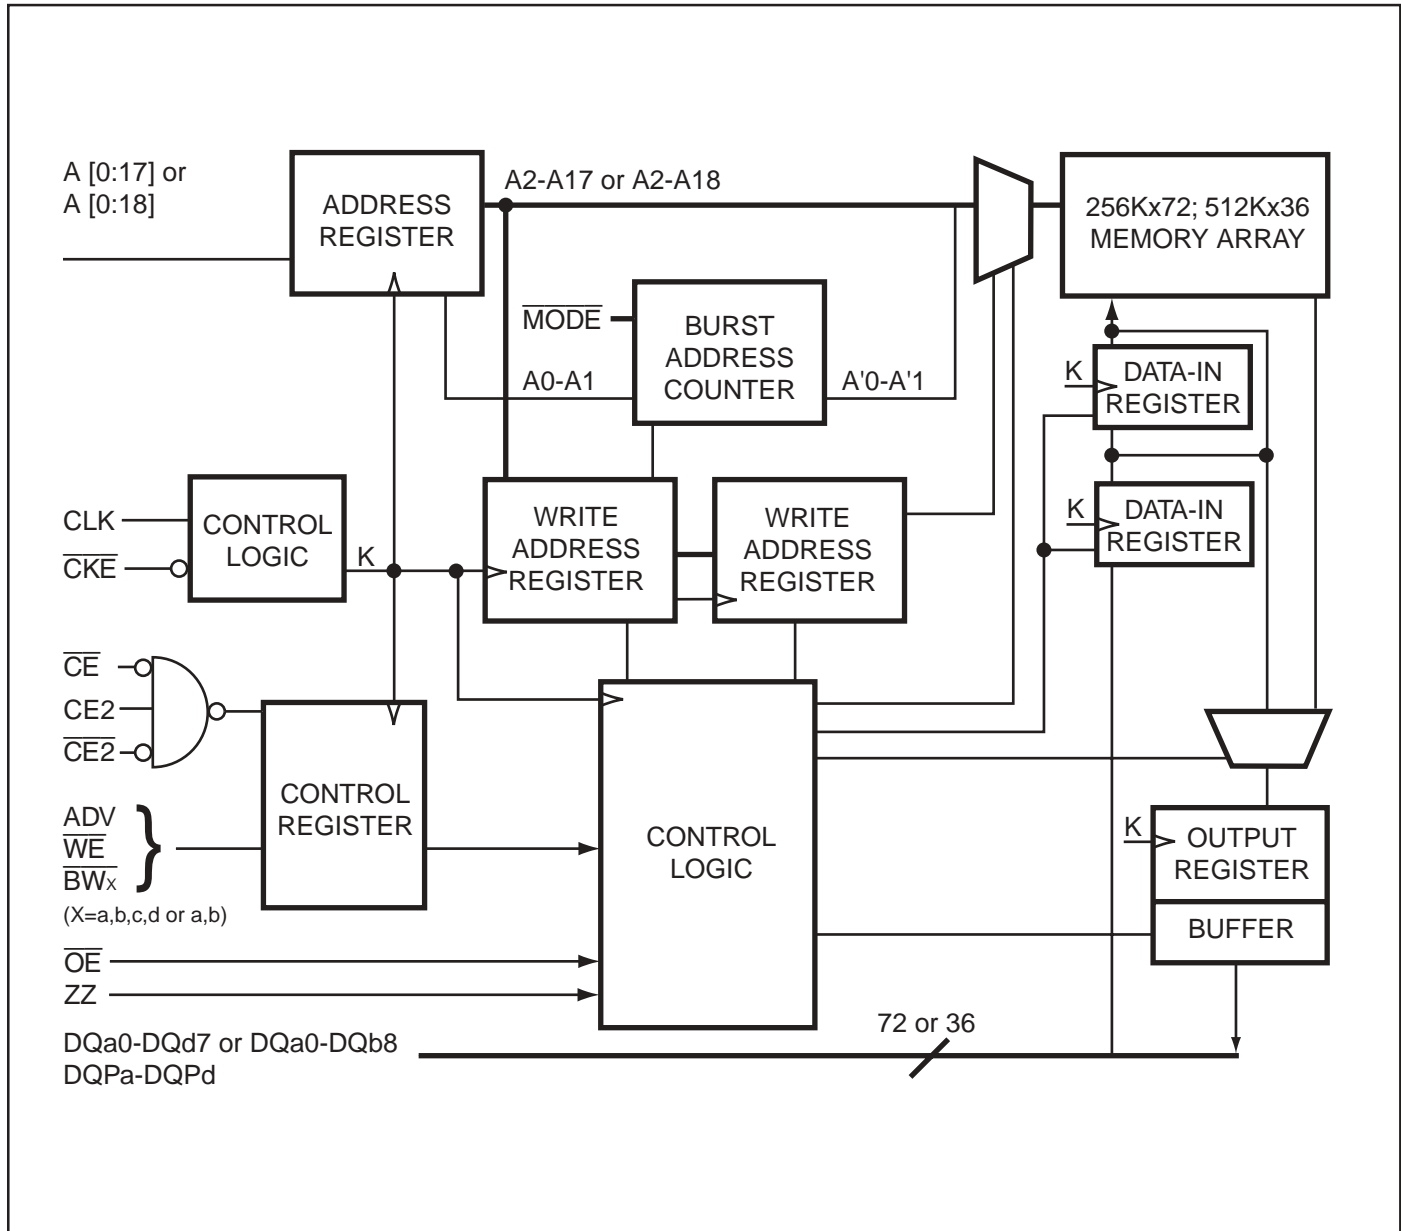 A [0:17] or
A [0:18]
ADDRESS
REGISTER
A2-A17 or A2-A18
256Kx72; 512Kx36
MEMORY ARRAY
MODE
BURST
ADDRESS
COUNTER
A0-A1
A'0-A'1
K
DATA-IN
REGISTER
K
DATA-IN
REGISTER
CLK
CKE
CONTROL
LOGIC
K
WRITE
ADDRESS
REGISTER
WRITE
ADDRESS
REGISTER
CE
CE2
CE2
CONTROL
REGISTER
ADV
WE
BWX
}
(X=a,b,c,d or a,b)
CONTROL
LOGIC
K
OUTPUT
REGISTER
BUFFER
OE
ZZ
72 or 36
DQa0-DQd7 or DQa0-DQb8
DQPa-DQPd